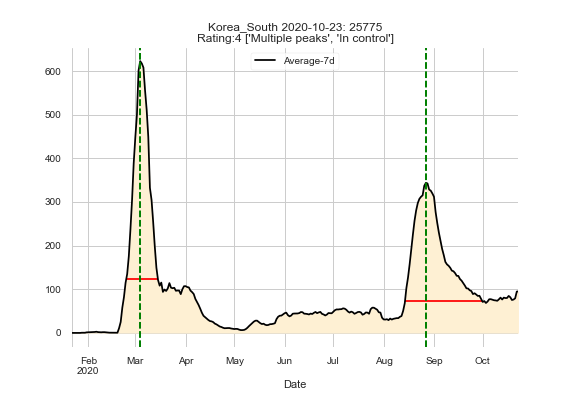 Korea_South 2020-10-23: 25775
Rating:4 ['Multiple peaks', 'In control']
Average-7d
600
500
400
300
200
100
0
Feb Mar Apr May Jun Jul Aug Sep Oct
2020
Date